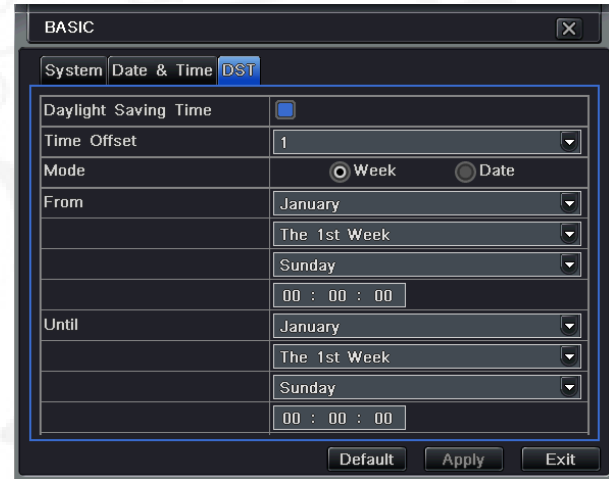 BASIC
System Date & Time DST
Daylight Saving Time
Time Offset 1
Mode Week Date
From January
The 1st Week
Sunday
00 : 00 : 00
Until January
The 1st Week
Sunday
00 : 00 : 00
Default Apply Exit